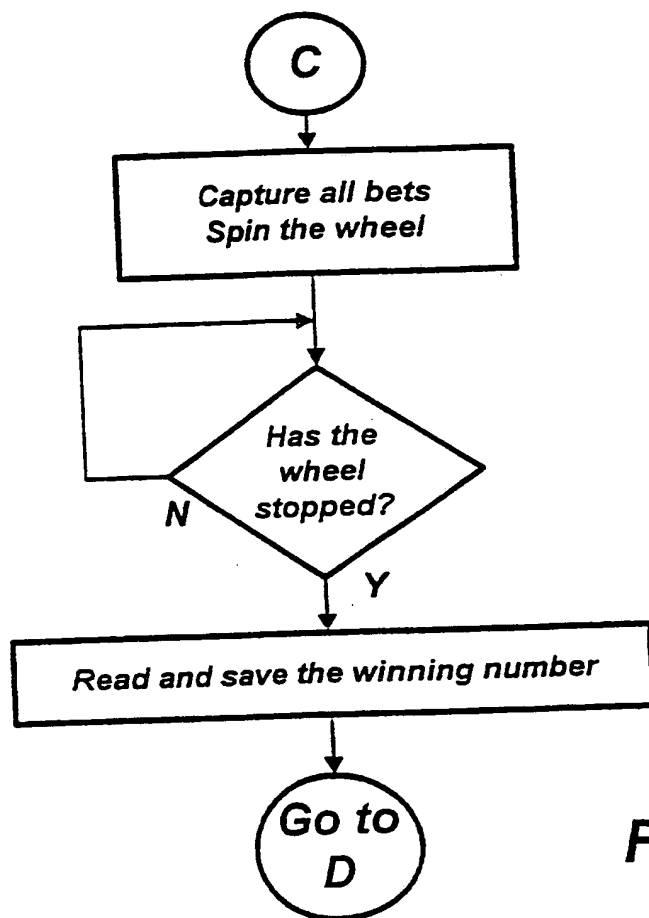 C
Capture all bets
Spin the wheel
Has the
wheel
stopped?
N
Y
Read and save the winning number
Go to
D